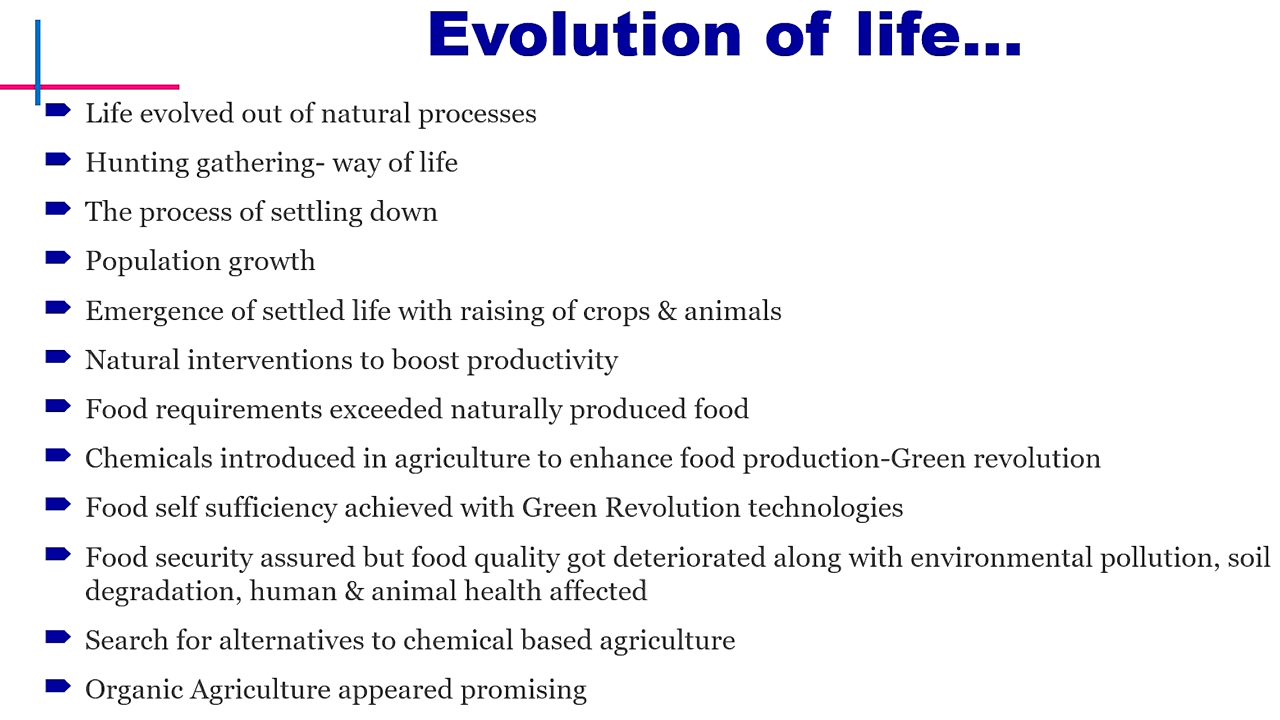 Evolution of life...
Life evolved out of natural processes
Hunting gathering- way of life
The process of settling down
Population growth
Emergence of settled life with raising of crops & animals
Natural interventions to boost productivity
Food requirements exceeded naturally produced food
Chemicals introduced in agriculture to enhance food production-Green revolution
Food self sufficiency achieved with Green Revolution technologies
Food security assured but food quality got deteriorated along with environmental pollution, soil
degradation, human & animal health affected
Search for alternatives to chemical based agriculture
Organic Agriculture appeared promising